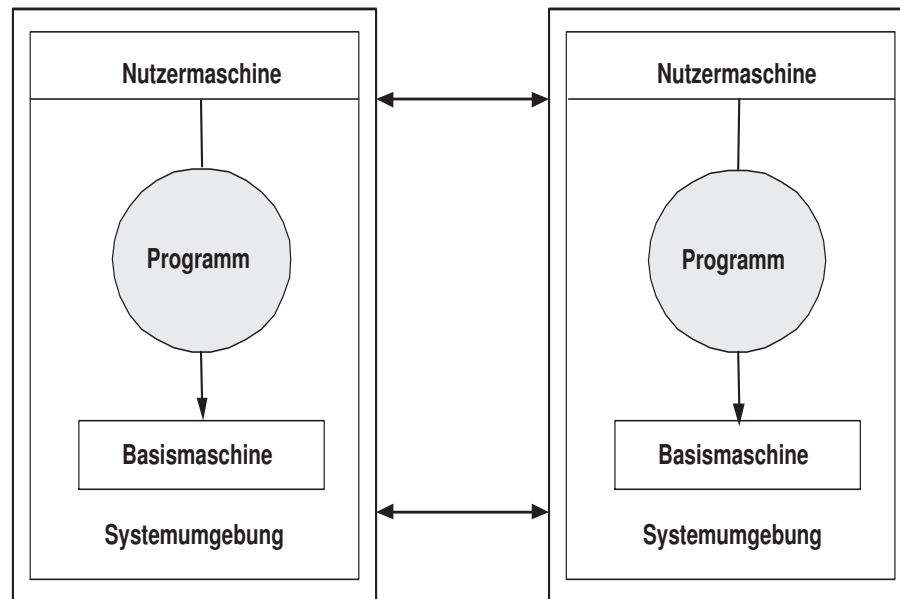 Nutzermaschine
Programm
Basismaschine
Systemumgebung
Nutzermaschine
Programm
Basismaschine
Systemumgebung